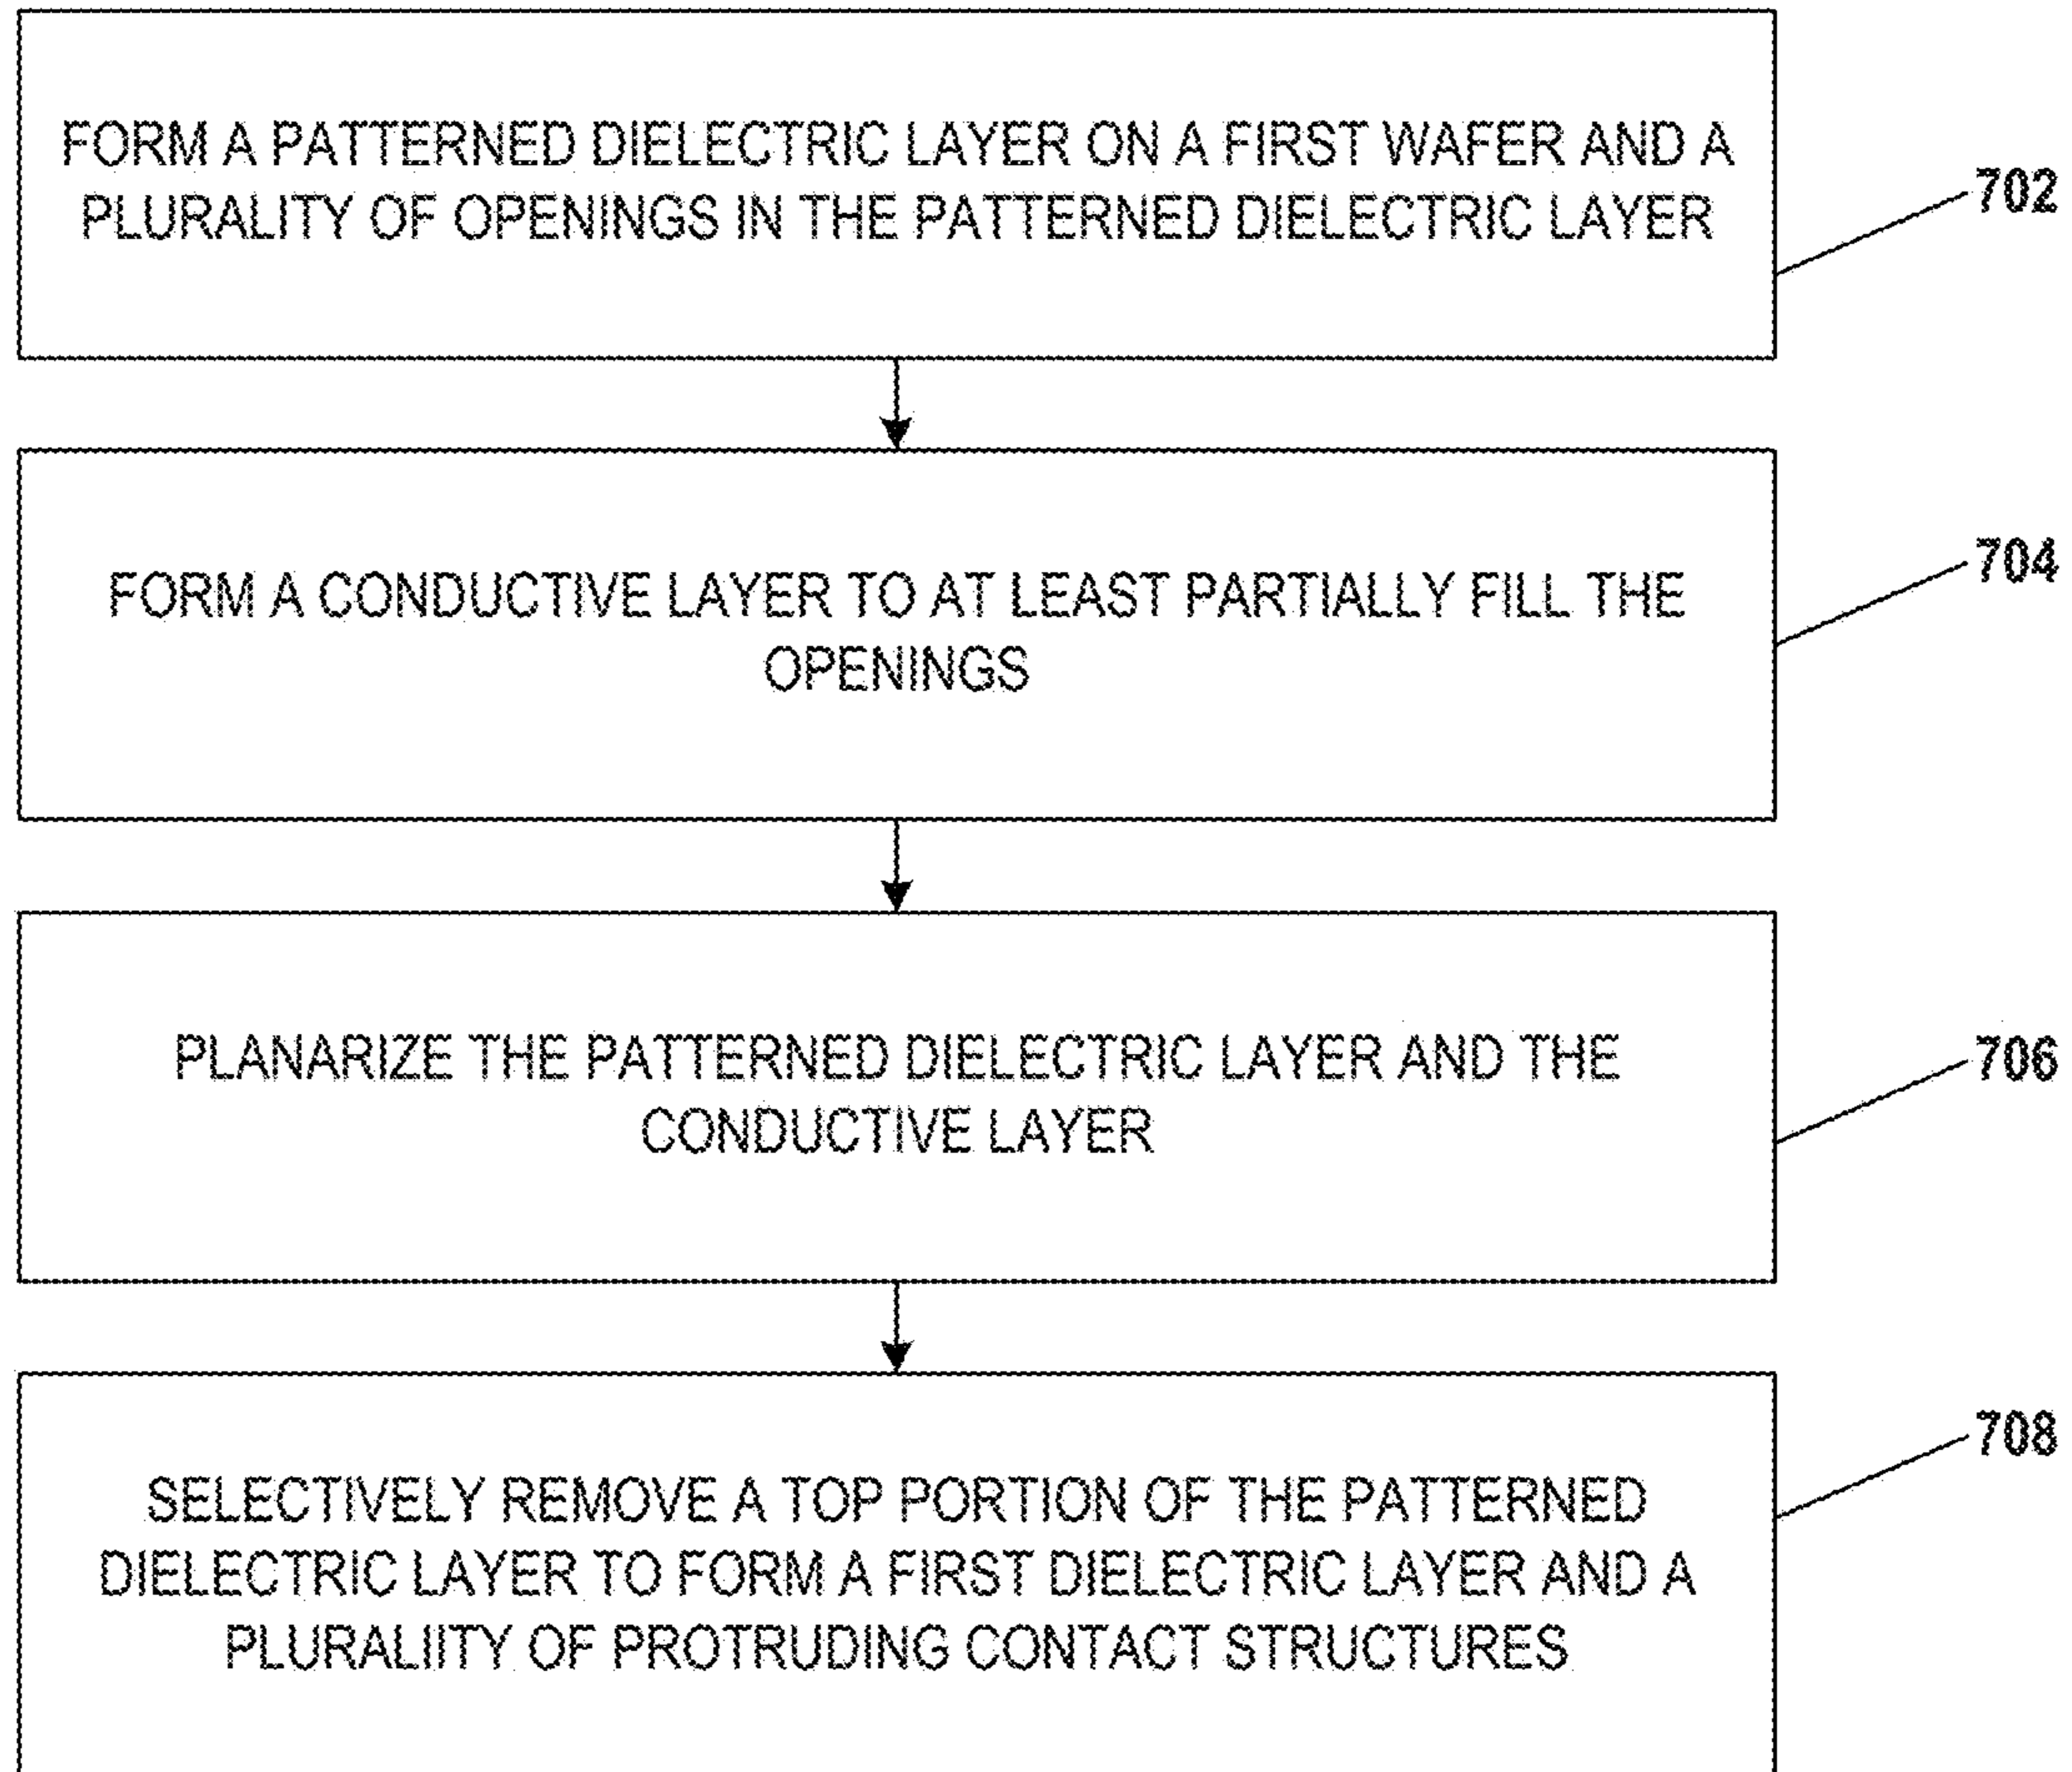 FORM A PATTERNED DIELECTRIC LAYER ON A FIRST WAFER AND A
PLURALITY OF OPENINGS IN THE PATTERNED DIELECTRIC LAYER
702
FORM A CONDUCTIVE LAYER TO AT LEAST PARTIALLY FILL THE
OPENINGS
704
PLANARIZE THE PATTERNED DIELECTRIC LAYER AND THE
CONDUCTIVE LAYER
706
SELECTIVELY REMOVE A TOP PORTION OF THE PATTERNED
DIELECTRIC LAYER TO FORM A FIRST DIELECTRIC LAYER AND A
PLURALIITY OF PROTRUDING CONTACT STRUCTURES
708